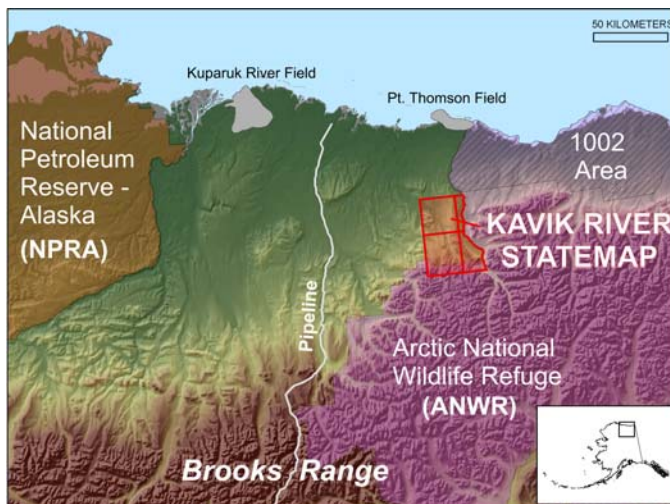 50 KILOMETERS
Kuparuk River Field
Pt. Thomson Field
National
Petroleum
Reserve -
Alaska
(NPRA)
1002
Area
KAVIK RIVER
STATEMAP
Pipeline
Arctic National
Wildlife Refuge
(ANWR)
Brooks Range